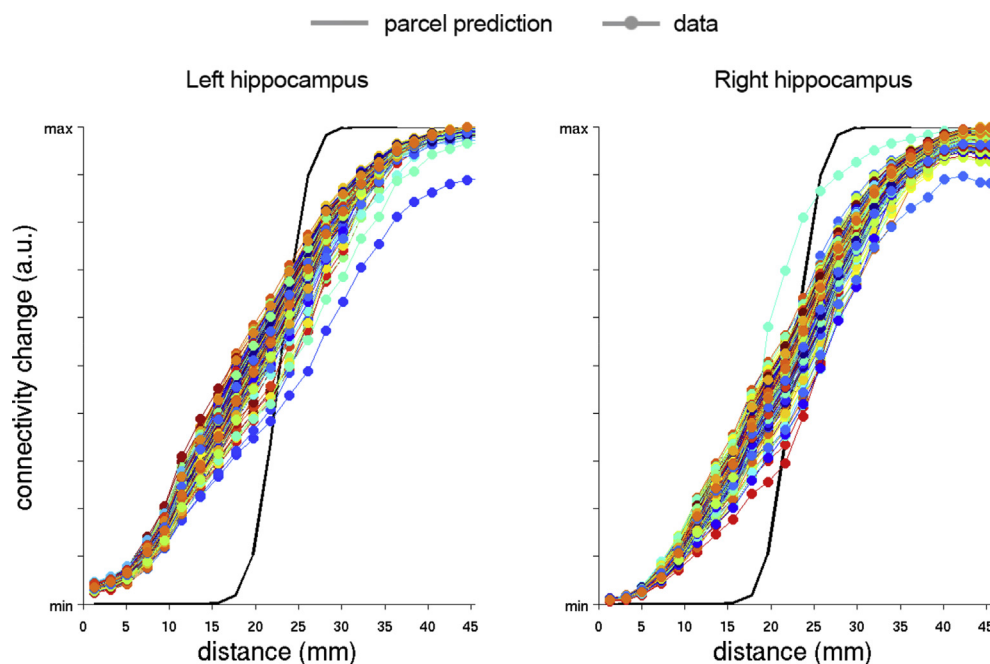 parcel prediction
data
Left hippocampus
Right hippocampus
connectivity change (a.u.)
max
min
0 5 10 15 20 25 30 35 40 45
distance (mm)
max
min
0 5 10 15 20 25 30 35 40 45
distance (mm)